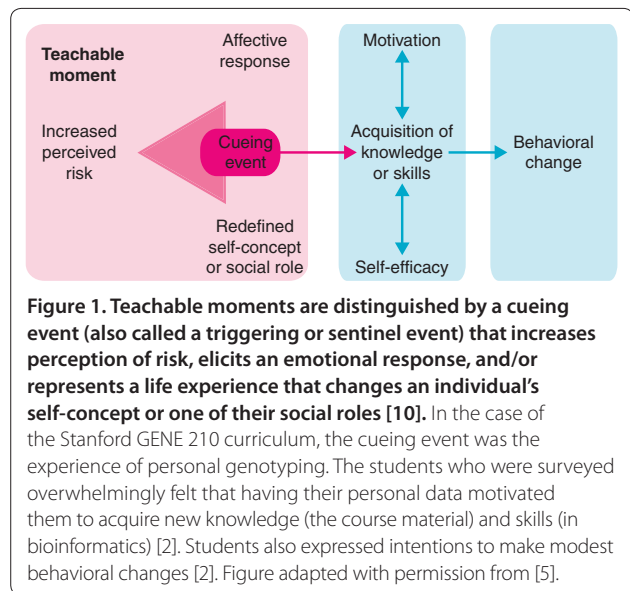 Teachable
moment
Affective
response
Increased
perceived
risk
Cueing
event
Redefined
self-concept
or social role
Motivation
Acquisition of
knowledge
or skills
Self-efficacy
Behavioral
change
Figure 1. Teachable moments are distinguished by a cueing
event (also called a triggering or sentinel event) that increases
perception of risk, elicits an emotional response, and/or
represents a life experience that changes an individual’s
self-concept or one of their social roles [10]. In the case of
the Stanford GENE 210 curriculum, the cueing event was the
experience of personal genotyping. The students who were surveyed
overwhelmingly felt that having their personal data motivated
them to acquire new knowledge (the course material) and skills (in
bioinformatics) [2]. Students also expressed intentions to make modest
behavioral changes [2]. Figure adapted with permission from [5].